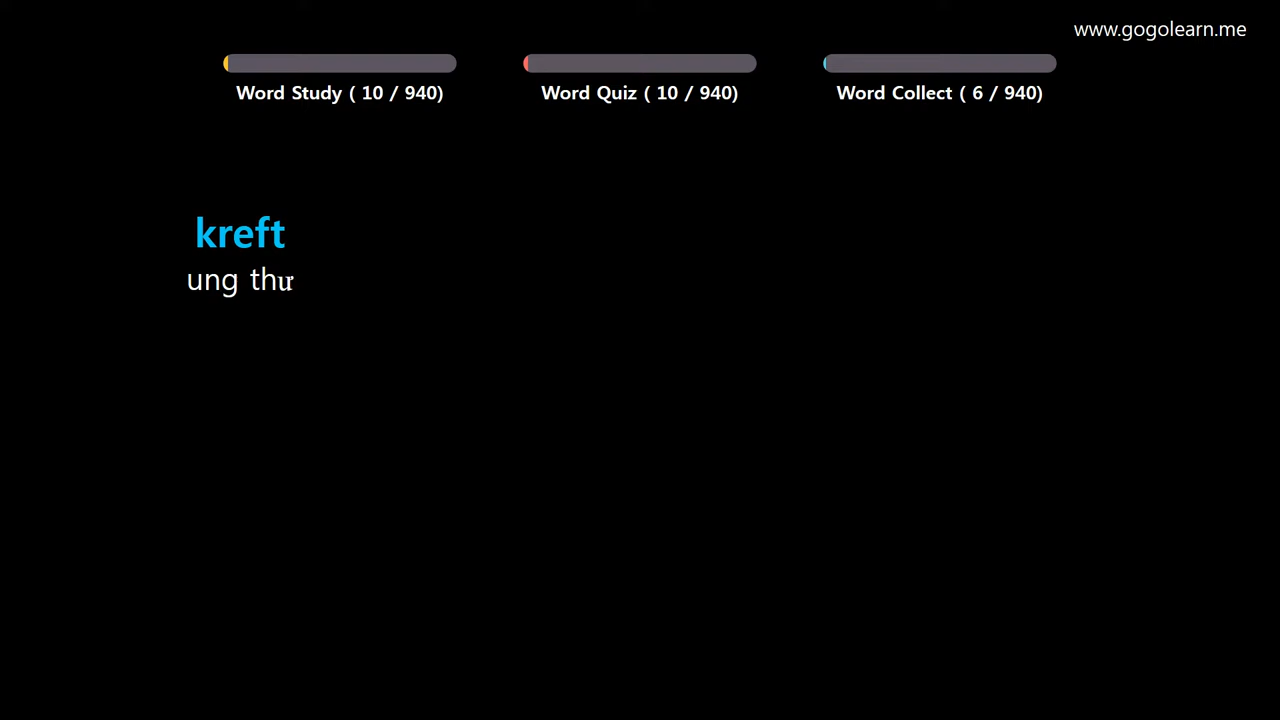 www.gogolearn.me
Word Study ( 10 / 940)
Word Quiz ( 10 / 940)
Word Collect ( 6 / 940)
kreft
ung thư